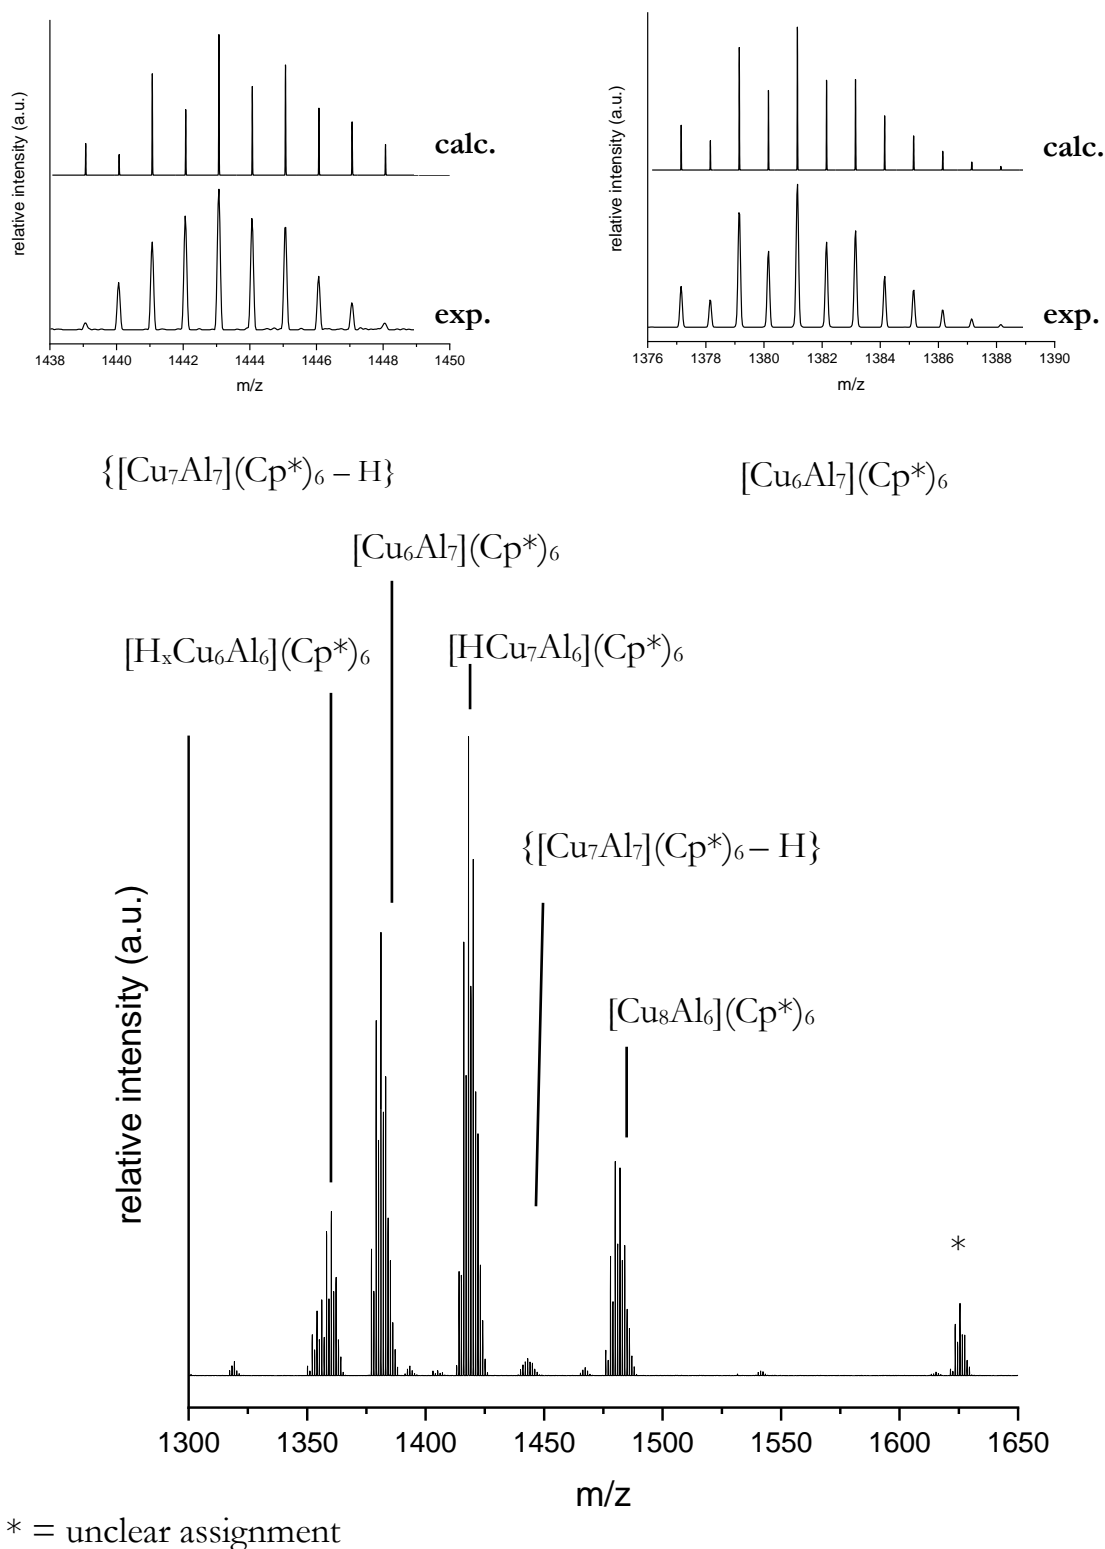 relative intensity (a.u.)
calc.
exp.
1438 1440 1442 1444 1446 1448 1450
m/z
relative intensity (a.u.)
calc.
exp.
1376 1378 1380 1382 1384 1386 1388 1390
m/z
{[Cu₇Al₇](Cp*)₆ – H}
[Cu₆Al₇](Cp*)₆
[Cu₆Al₇](Cp*)₆
[HₓCu₆Al₆](Cp*)₆
[HCu₇Al₆](Cp*)₆
{[Cu₇Al₇](Cp*)₆ – H}
[Cu₈Al₆](Cp*)₆
*
relative intensity (a.u.)
1300 1350 1400 1450 1500 1550 1600 1650
m/z
* = unclear assignment